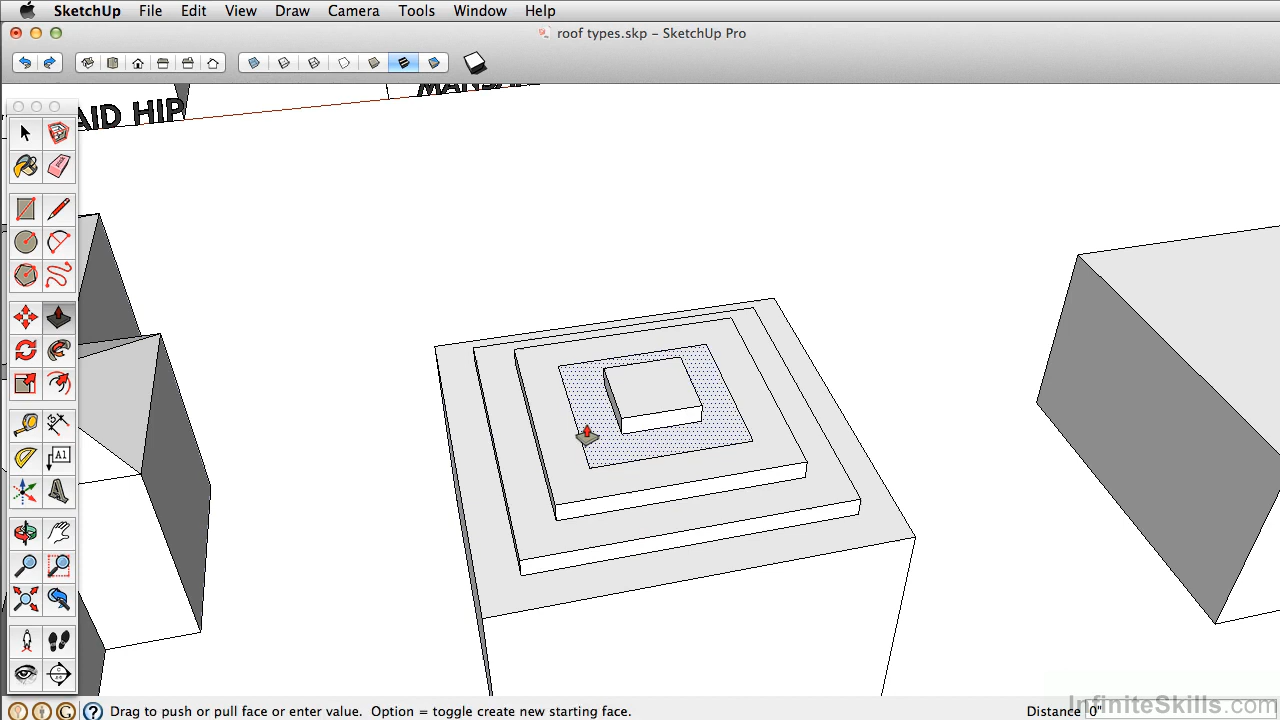 SketchUp File Edit View Draw Camera Tools Window Help
roof types.skp – SketchUp Pro
AID HIP
A1
Drag to push or pull face or enter value. Option = toggle create new starting face.
Distance 0"
InfiniteSkills.com